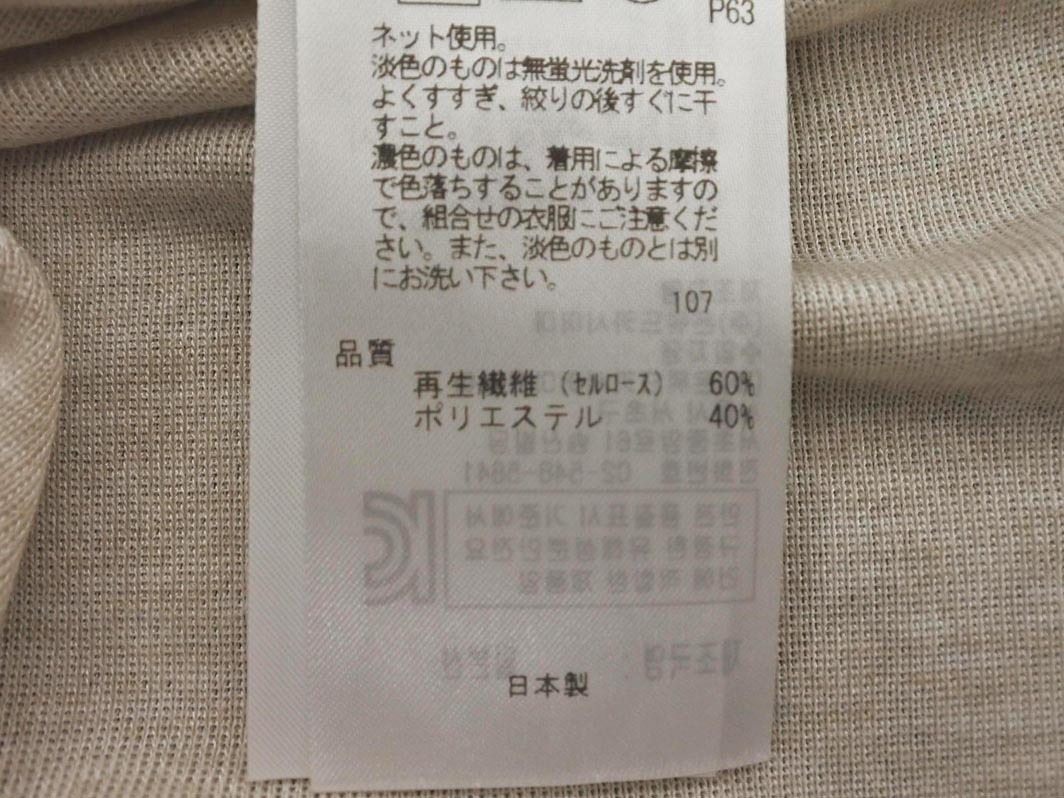 P63
ネット使用。
淡色のものは無蛍光洗剤を使用。
よくすすぎ、絞りの後すぐに干
すこと。
濃色のものは、着用による摩擦
で色落ちすることがありますの
で、組合せの衣服にご注意くだ
さい。また、淡色のものとは別
にお洗い下さい。
107
品質
再生繊維（セルロース） 60%
ポリエステル 40%
02-548-5841
日本製